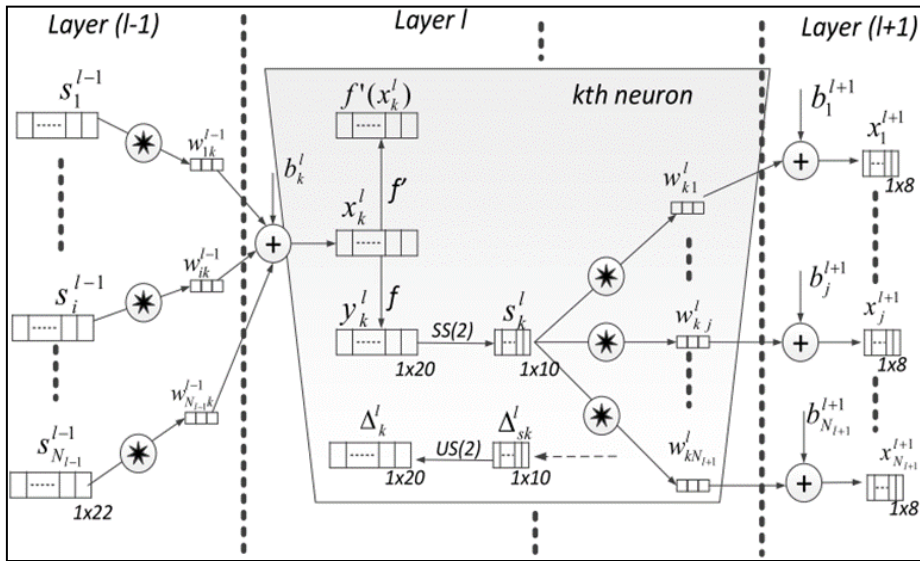 Layer (l-1)
Layer l
Layer (l+1)
s_1^{l-1}
w_{1k}^{l-1}
s_i^{l-1}
w_{ik}^{l-1}
s_{N_{l-1}}^{l-1}
w_{N_{l-1}k}^{l-1}
1x22
+
b_k^l
f'(x_k^l)
f'
x_k^l
f
y_k^l
1x20
SS(2)
s_k^l
1x10
Δ_k^l
1x20
US(2)
Δ_{sk}^l
1x10
kth neuron
w_{k1}^l
w_{kj}^l
w_{kN_{l+1}}^l
b_1^{l+1}
+
x_1^{l+1}
1x8
b_j^{l+1}
+
x_j^{l+1}
1x8
b_{N_{l+1}}^{l+1}
+
x_{N_{l+1}}^{l+1}
1x8